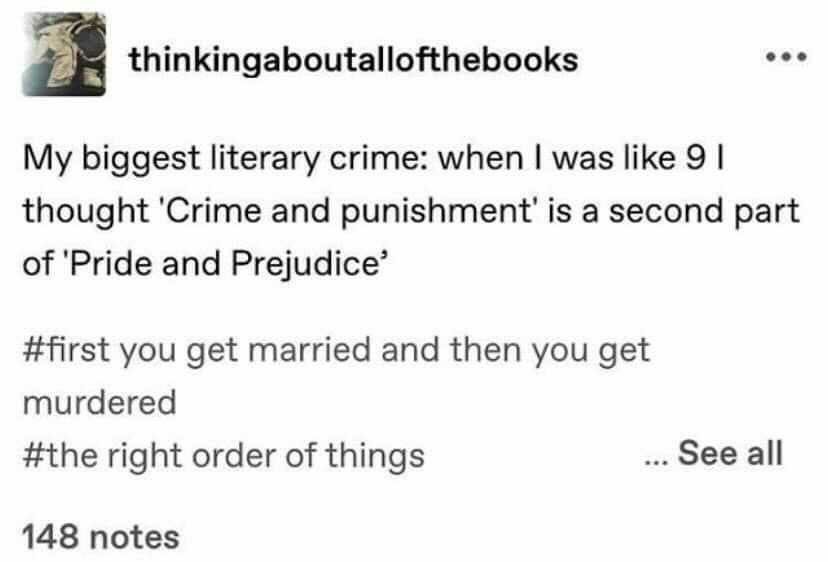 thinkingaboutallofthebooks
My biggest literary crime: when I was like 9 I
thought 'Crime and punishment' is a second part
of 'Pride and Prejudice’
#first you get married and then you get
murdered
#the right order of things ... See all
148 notes